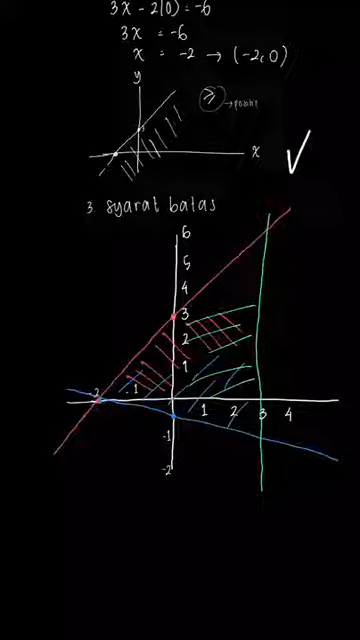 3x - 2(0) = -6
3x = -6
x = -2 → (-2,0)
y
≥
x
3. syarat batas
6
5
4
3
2
1
-2 -1 1 2 3 4
-1
-2